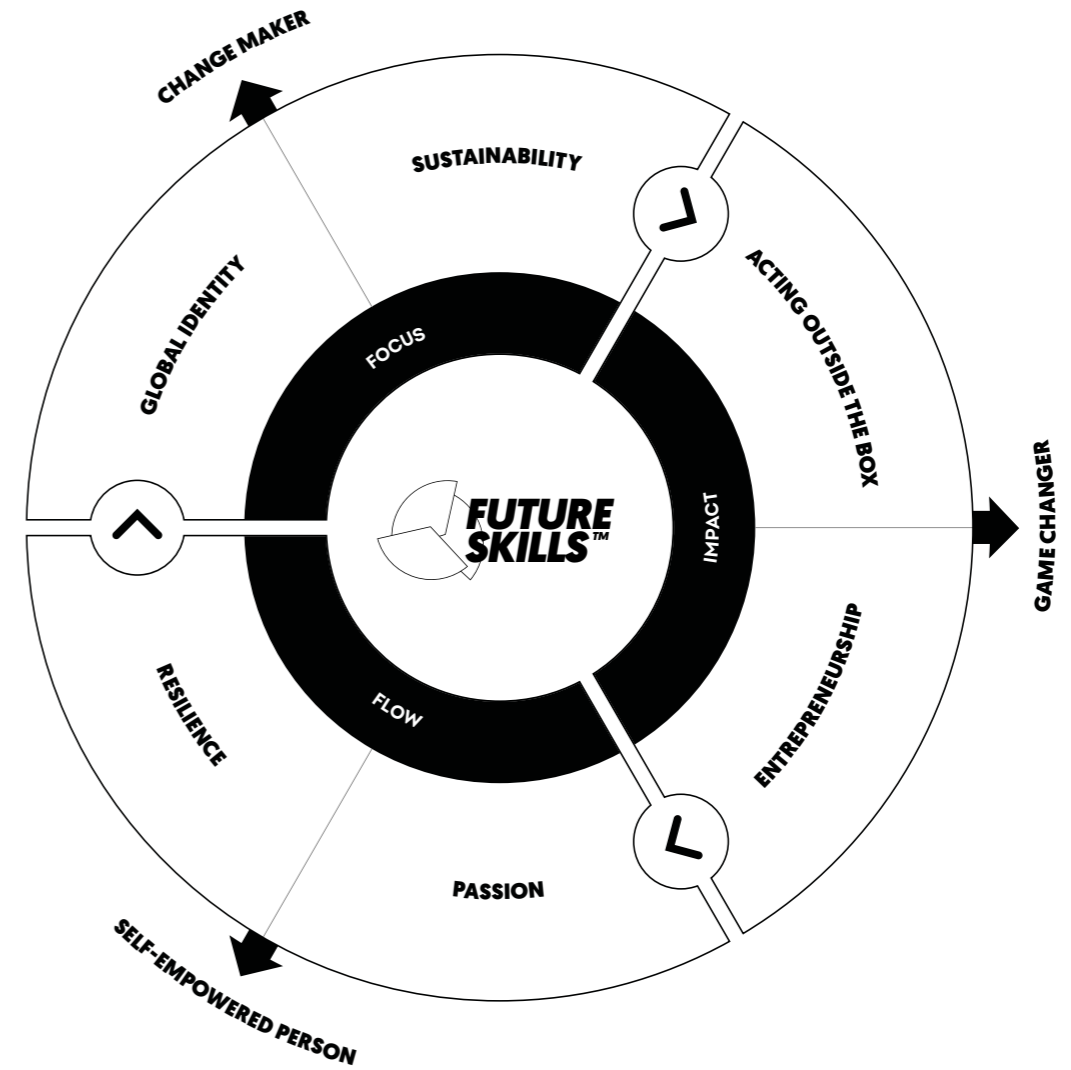 CHANGE MAKER
SUSTAINABILITY
GLOBAL IDENTITY
FOCUS
ACTING OUTSIDE THE BOX
GAME CHANGER
IMPACT
FUTURE
SKILLS™
ENTREPRENEURSHIP
RESILIENCE
FLOW
PASSION
SELF-EMPOWERED PERSON